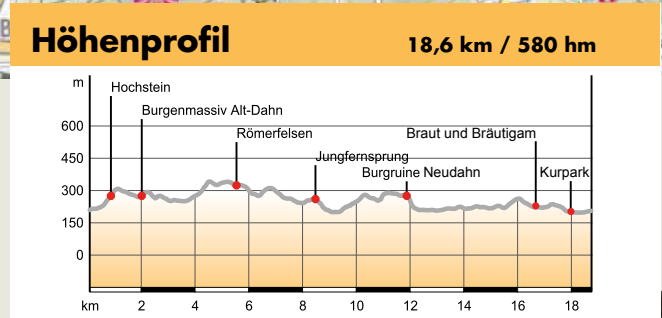 Höhenprofil 18,6 km / 580 hm
m
Hochstein
Burgenmassiv Alt-Dahn
600
Römerfelsen
Braut und Bräutigam
450
Jungfernsprung
Burgruine Neudahn
Kurpark
300
150
0
km 2 4 6 8 10 12 14 16 18